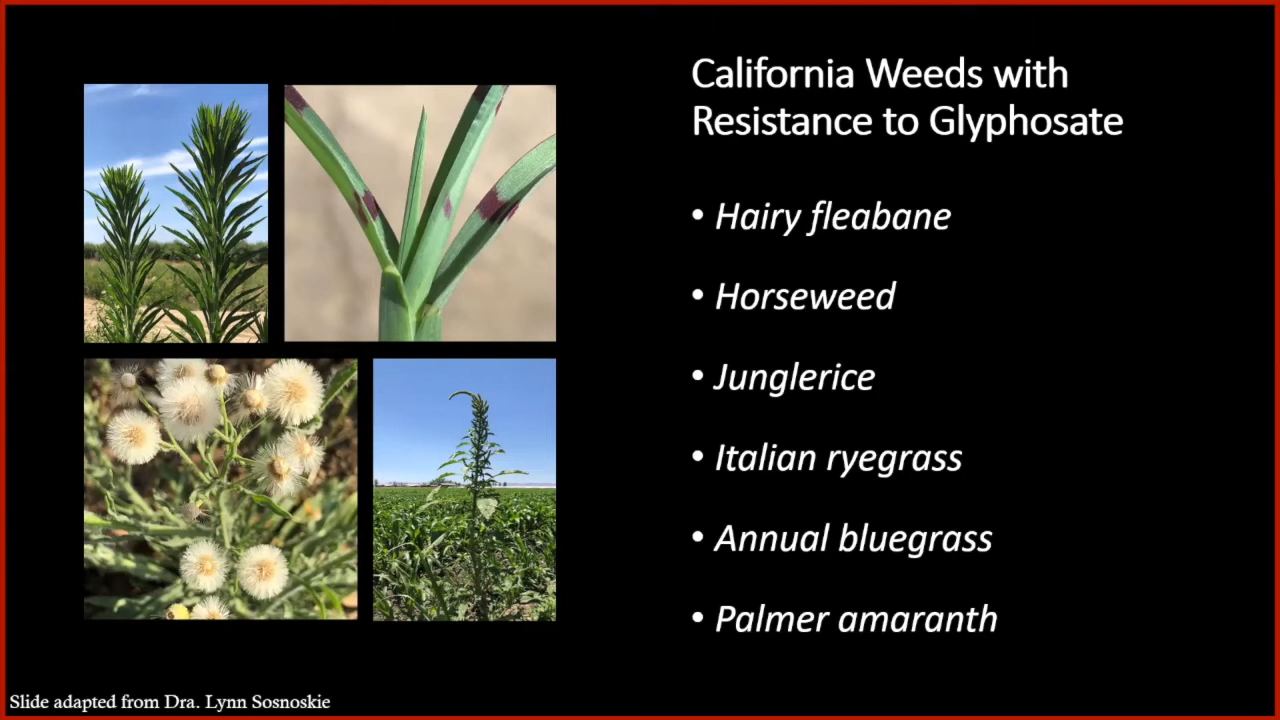 California Weeds with
Resistance to Glyphosate
• Hairy fleabane
• Horseweed
• Junglerice
• Italian ryegrass
• Annual bluegrass
• Palmer amaranth
Slide adapted from Dra. Lynn Sosnoskie